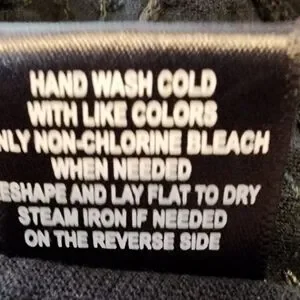 HAND WASH COLD
WITH LIKE COLORS
NLY NON-CHLORINE BLEACH
WHEN NEEDED
ESHAPE AND LAY FLAT TO DRY
STEAM IRON IF NEEDED
ON THE REVERSE SIDE